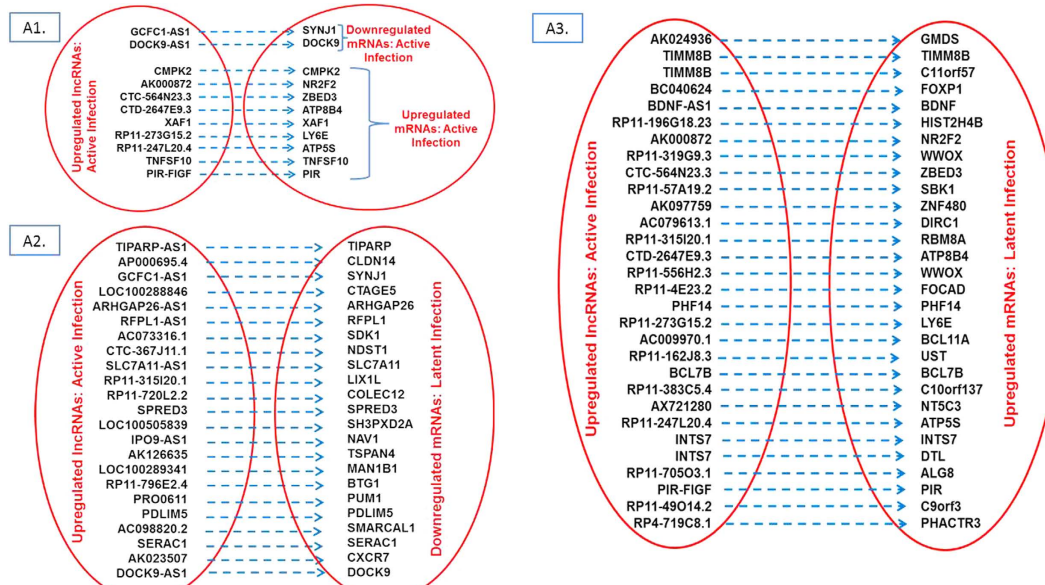 A1.
Upregulated lncRNAs:
Active Infection
GCFC1-AS1 SYNJ1
DOCK9-AS1 DOCK9
Downregulated
mRNAs: Active
Infection
CMPK2 CMPK2
AK000872 NR2F2
CTC-564N23.3 ZBED3
CTD-2647E9.3 ATP8B4
XAF1 XAF1
RP11-273G15.2 LY6E
RP11-247L20.4 ATP5S
TNFSF10 TNFSF10
PIR-FIGF PIR
Upregulated
mRNAs: Active
Infection
A2.
Upregulated lncRNAs: Active Infection
TIPARP-AS1 TIPARP
AP000695.4 CLDN14
GCFC1-AS1 SYNJ1
LOC100288846 CTAGE5
ARHGAP26-AS1 ARHGAP26
RFPL1-AS1 RFPL1
AC073316.1 SDK1
CTC-367J11.1 NDST1
SLC7A11-AS1 SLC7A11
RP11-315I20.1 LIX1L
RP11-720L2.2 COLEC12
SPRED3 SPRED3
LOC100505839 SH3PXD2A
IPO9-AS1 NAV1
AK126635 TSPAN4
LOC100289341 MAN1B1
RP11-796E2.4 BTG1
PRO0611 PUM1
PDLIM5 PDLIM5
AC098820.2 SMARCAL1
SERAC1 SERAC1
AK023507 CXCR7
DOCK9-AS1 DOCK9
Downregulated mRNAs: Latent Infection
A3.
Upregulated lncRNAs: Active Infection
AK024936 GMDS
TIMM8B TIMM8B
TIMM8B C11orf57
BC040624 FOXP1
BDNF-AS1 BDNF
RP11-196G18.23 HIST2H4B
AK000872 NR2F2
RP11-319G9.3 WWOX
CTC-564N23.3 ZBED3
RP11-57A19.2 SBK1
AK097759 ZNF480
AC079613.1 DIRC1
RP11-315I20.1 RBM8A
CTD-2647E9.3 ATP8B4
RP11-556H2.3 WWOX
RP11-4E23.2 FOCAD
PHF14 PHF14
RP11-273G15.2 LY6E
AC009970.1 BCL11A
RP11-162J8.3 UST
BCL7B BCL7B
RP11-383C5.4 C10orf137
AX721280 NT5C3
RP11-247L20.4 ATP5S
INTS7 INTS7
INTS7 DTL
RP11-705O3.1 ALG8
PIR-FIGF PIR
RP11-49O14.2 C9orf3
RP4-719C8.1 PHACTR3
Upregulated mRNAs: Latent Infection